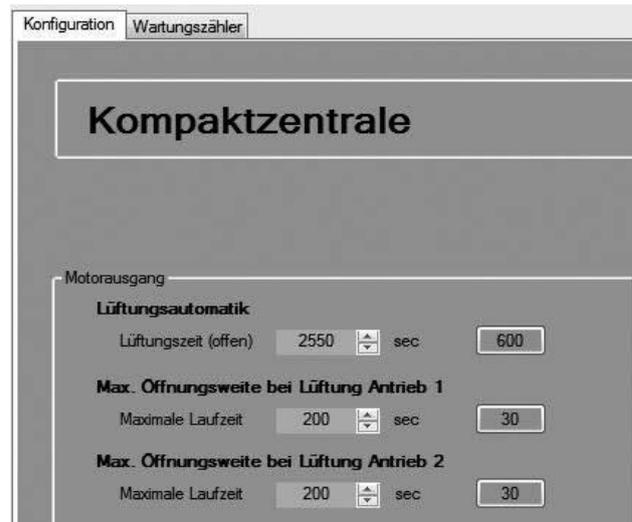 Konfiguration Wartungszähler
Kompaktzentrale
Motorausgang
Lüftungsautomatik
Lüftungszeit (offen) 2550 sec 600
Max. Öffnungsweite bei Lüftung Antrieb 1
Maximale Laufzeit 200 sec 30
Max. Öffnungsweite bei Lüftung Antrieb 2
Maximale Laufzeit 200 sec 30